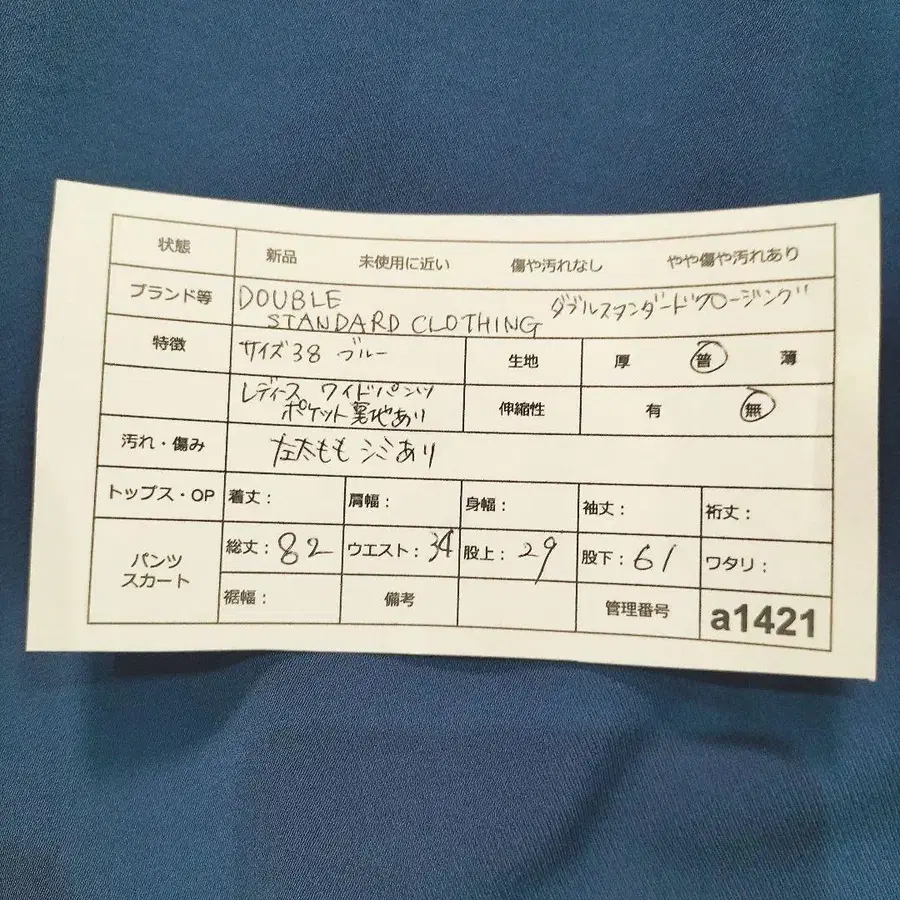 状態 新品 未使用に近い 傷や汚れなし やや傷や汚れあり
ブランド等 DOUBLE STANDARD CLOTHING ダブルスタンダードクロージング
特徴 サイズ38 ブルー 生地 厚 普 薄
レディース ワイドパンツ
ポケット裏地あり 伸縮性 有 無
汚れ・傷み 左太もも シミあり
トップス・OP 着丈: 肩幅: 身幅: 袖丈: 裄丈:
パンツ
スカート
総丈:82 ウエスト:34 股上:29 股下:61 ワタリ:
裾幅: 備考 管理番号 a1421